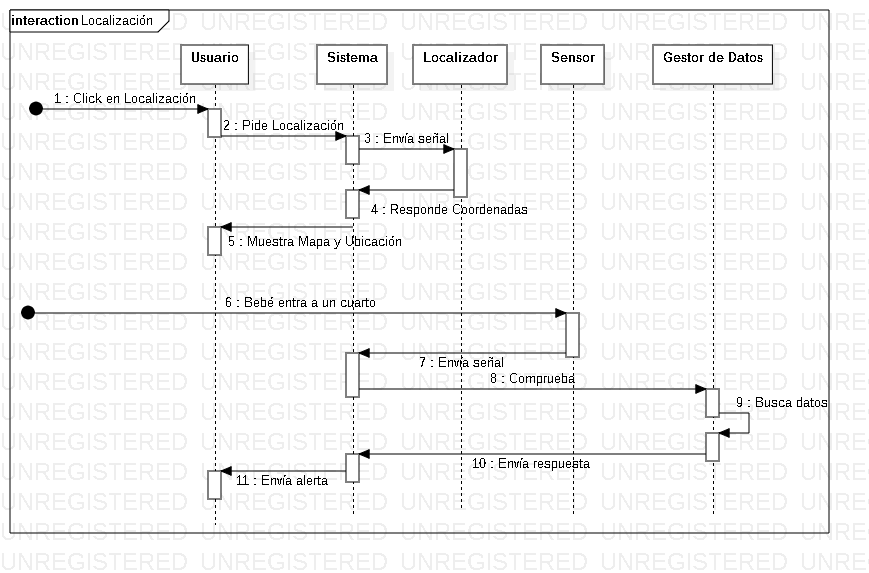 interaction Localización
Usuario
Sistema
Localizador
Sensor
Gestor de Datos
1 : Click en Localización
2 : Pide Localización
3 : Envía señal
4 : Responde Coordenadas
5 : Muestra Mapa y Ubicación
6 : Bebé entra a un cuarto
7 : Envía señal
8 : Comprueba
9 : Busca datos
10 : Envía respuesta
11 : Envía alerta
UNREGISTERED